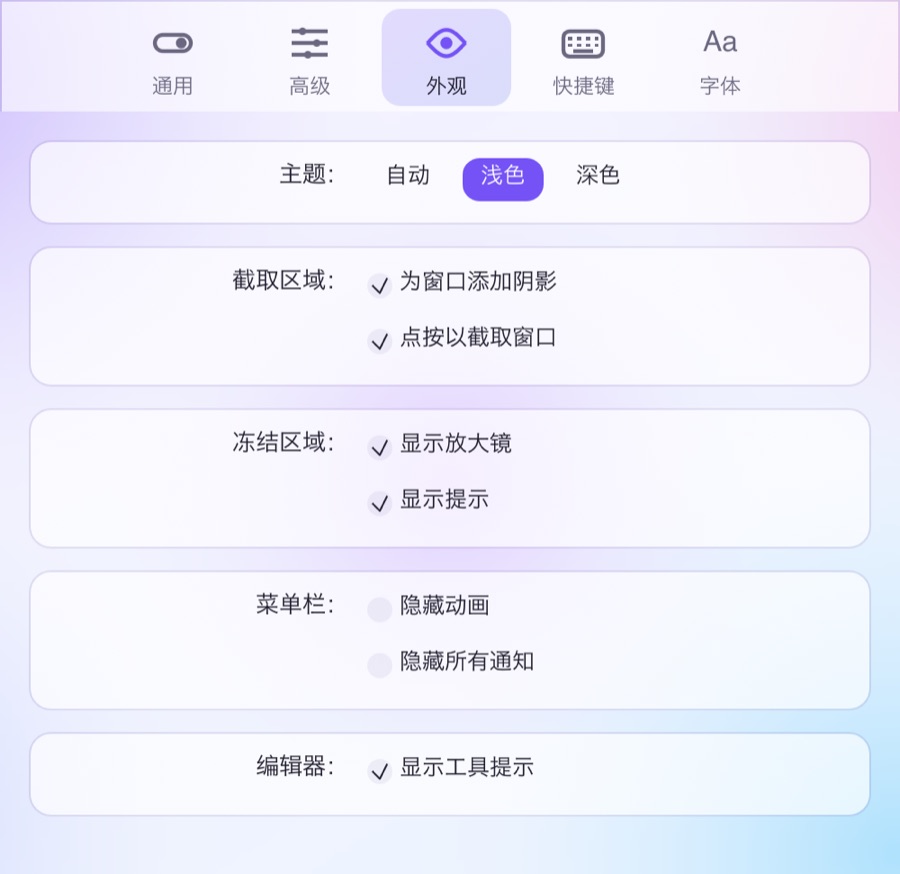 通用
高级
外观
快捷键
Aa
字体
主题： 自动 浅色 深色
截取区域： 为窗口添加阴影
点按以截取窗口
冻结区域： 显示放大镜
显示提示
菜单栏： 隐藏动画
隐藏所有通知
编辑器： 显示工具提示